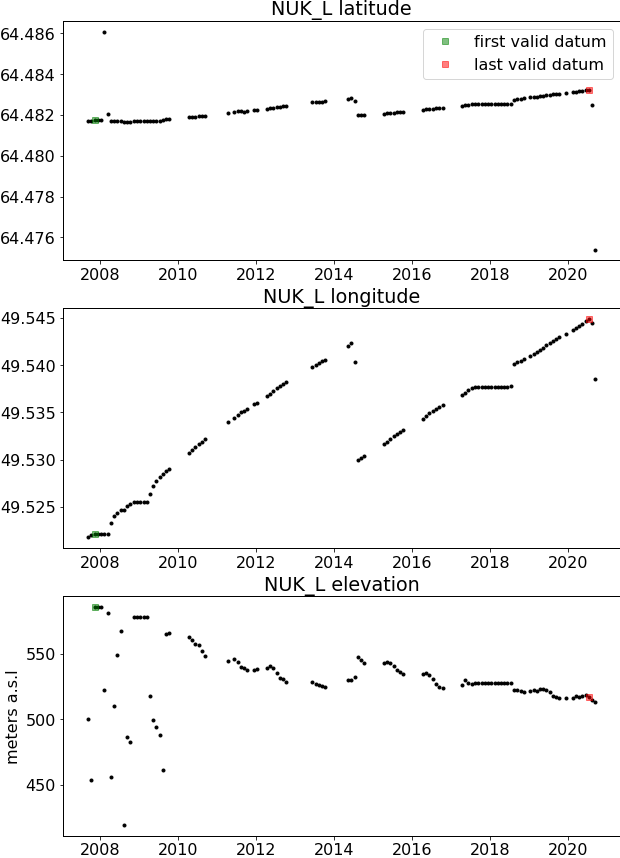 NUK_L latitude
64.486
64.484
64.482
64.480
64.478
64.476
first valid datum
last valid datum
2008 2010 2012 2014 2016 2018 2020
NUK_L longitude
49.545
49.540
49.535
49.530
49.525
2008 2010 2012 2014 2016 2018 2020
NUK_L elevation
meters a.s.l
550
500
450
2008 2010 2012 2014 2016 2018 2020